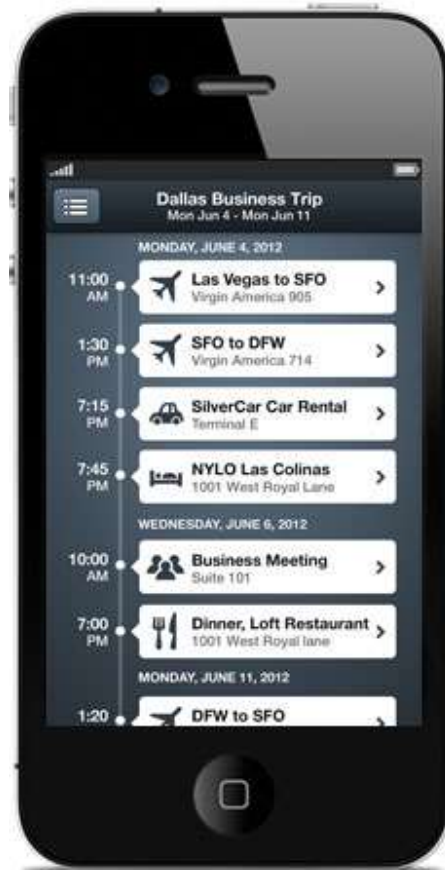 Dallas Business Trip
Mon Jun 4 - Mon Jun 11
MONDAY, JUNE 4, 2012
11:00
AM
Las Vegas to SFO
Virgin America 905
1:30
PM
SFO to DFW
Virgin America 714
7:15
PM
SilverCar Car Rental
Terminal E
7:45
PM
NYLO Las Colinas
1001 West Royal Lane
WEDNESDAY, JUNE 6, 2012
10:00
AM
Business Meeting
Suite 101
7:00
PM
Dinner, Loft Restaurant
1001 West Royal lane
MONDAY, JUNE 11, 2012
1:20
DFW to SFO